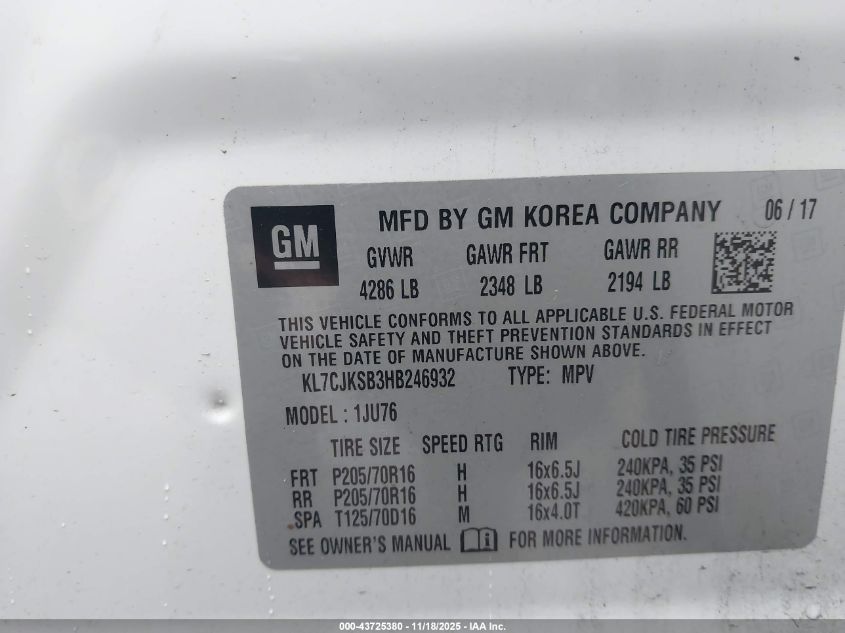 GM
MFD BY GM KOREA COMPANY 06 / 17
GVWR GAWR FRT GAWR RR
4286 LB 2348 LB 2194 LB
THIS VEHICLE CONFORMS TO ALL APPLICABLE U.S. FEDERAL MOTOR
VEHICLE SAFETY AND THEFT PREVENTION STANDARDS IN EFFECT
ON THE DATE OF MANUFACTURE SHOWN ABOVE.
KL7CJKSB3HB246932 TYPE: MPV
MODEL : 1JU76
TIRE SIZE SPEED RTG RIM COLD TIRE PRESSURE
FRT P205/70R16 H 16x6.5J 240KPA, 35 PSI
RR P205/70R16 H 16x6.5J 240KPA, 35 PSI
SPA T125/70D16 M 16x4.0T 420KPA, 60 PSI
SEE OWNER'S MANUAL i FOR MORE INFORMATION.
000-43725380 - 11/18/2025 - IAA Inc.